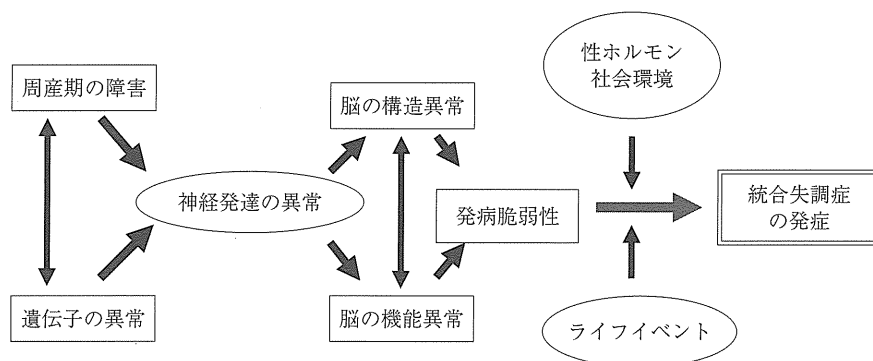 周産期の障害
遺伝子の異常
神経発達の異常
脳の構造異常
脳の機能異常
発病脆弱性
性ホルモン
社会環境
ライフイベント
統合失調症
の発症